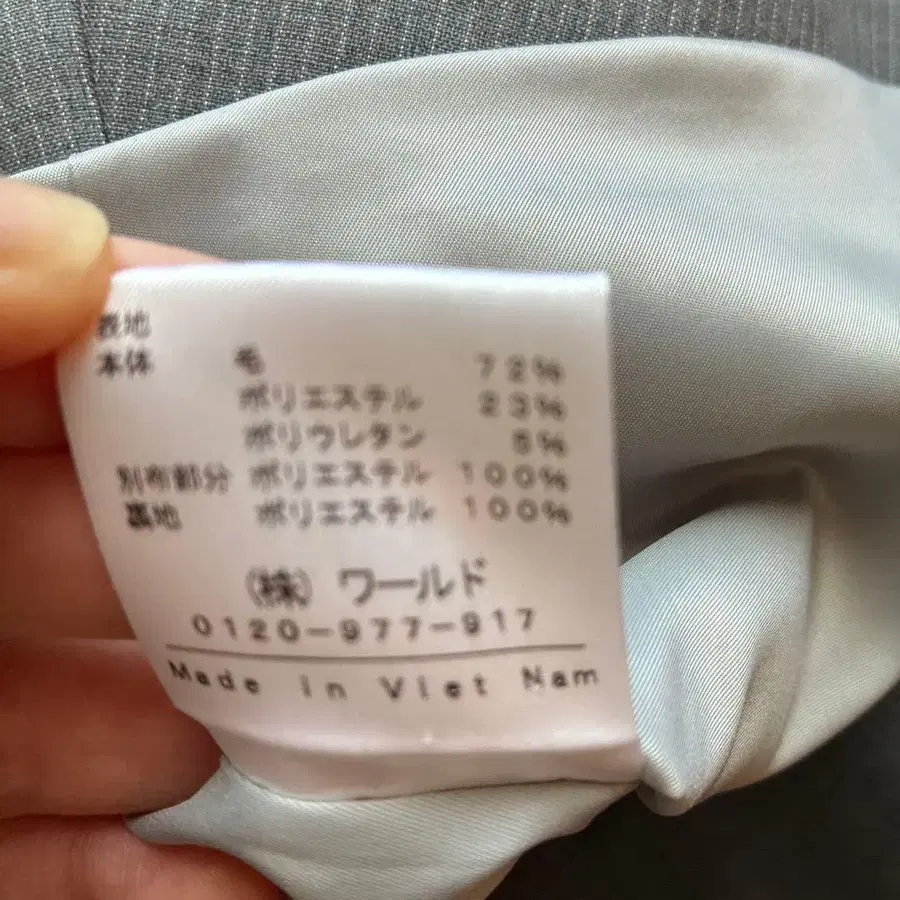 表地
本体 毛 72%
ポリエステル 23%
ポリウレタン 5%
別布部分 ポリエステル 100%
裏地 ポリエステル 100%
(株) ワールド
0120-977-917
Made in Viet Nam